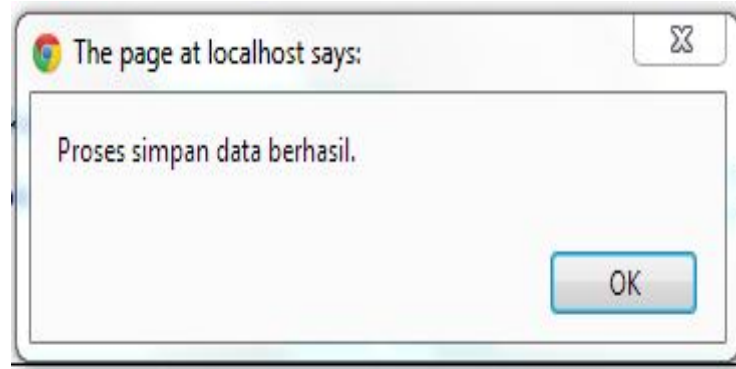 The page at localhost says:
Proses simpan data berhasil.
OK